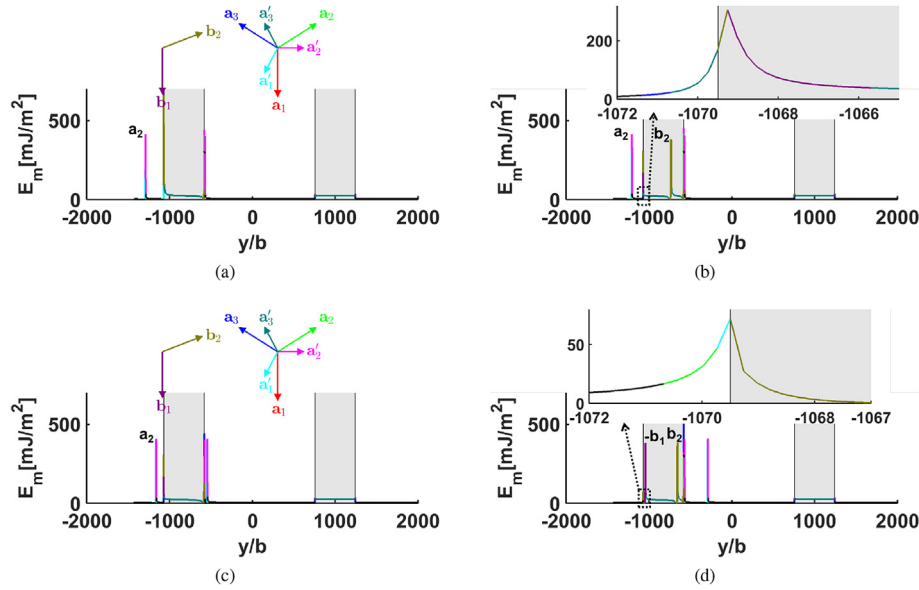 a₃ a′₃ a₂
b₂ a′₂
a′₁
b₁ a₁
a₂
500
0
Eₘ[mJ/m²]
-2000 -1000 0 1000 2000
y/b
(a)
200
0
-1072 -1070 -1068 -1066
a₂ b₂
500
0
Eₘ[mJ/m²]
-2000 -1000 0 1000 2000
y/b
(b)
a₃ a′₃ a₂
b₂ a′₂
a′₁
b₁ a₁
a₂
500
0
Eₘ[mJ/m²]
-2000 -1000 0 1000 2000
y/b
(c)
50
0
-1072 -1070 -1068 -1067
-b₁ b₂
500
0
Eₘ[mJ/m²]
-2000 -1000 0 1000 2000
y/b
(d)